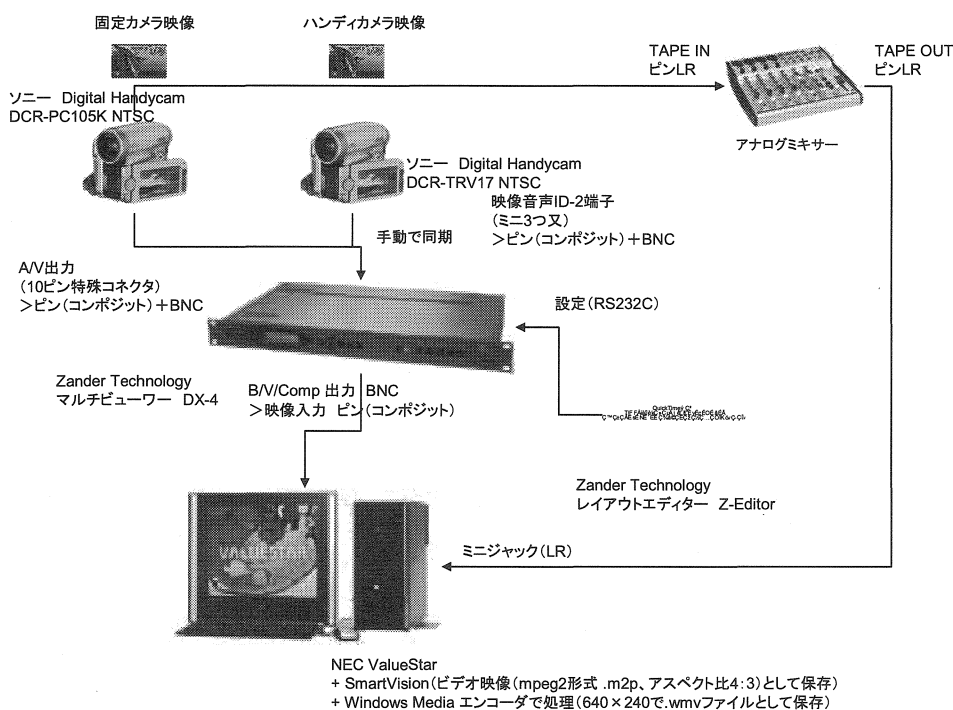 固定カメラ映像
ハンディカメラ映像
TAPE IN
ピンLR
TAPE OUT
ピンLR
ソニー Digital Handycam
DCR-PC105K NTSC
アナログミキサー
ソニー Digital Handycam
DCR-TRV17 NTSC
映像音声ID-2端子
(ミニ3つ又)
>ピン(コンポジット)+BNC
手動で同期
A/V出力
(10ピン特殊コネクタ)
>ピン(コンポジット)+BNC
設定(RS232C)
Zander Technology
マルチビューワー DX-4
B/V/Comp 出力 BNC
>映像入力 ピン(コンポジット)
Zander Technology
レイアウトエディター Z-Editor
VALUESTAR
ミニジャック(LR)
NEC ValueStar
+ SmartVision(ビデオ映像(mpeg2形式 .m2p、アスペクト比4:3)として保存)
+ Windows Media エンコーダで処理(640×240で.wmvファイルとして保存)